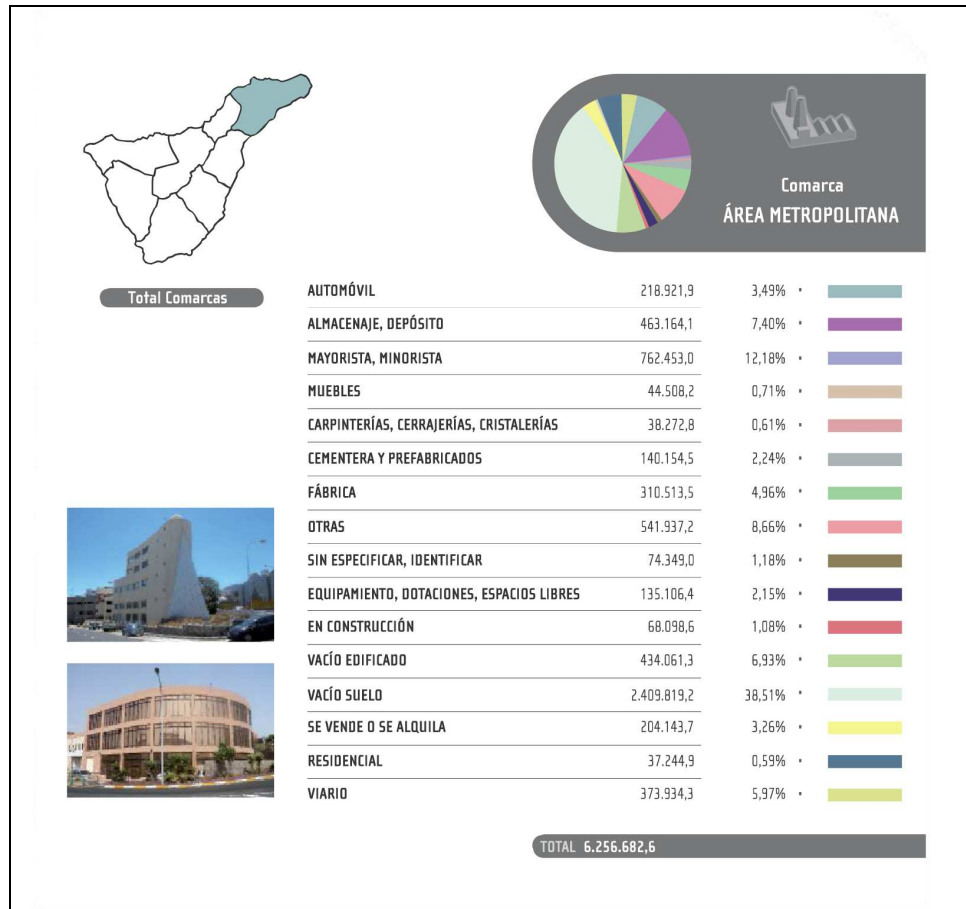 Comarca
ÁREA METROPOLITANA
Total Comarcas
AUTOMÓVIL 218.921,9 3,49%
ALMACENAJE, DEPÓSITO 463.164,1 7,40%
MAYORISTA, MINORISTA 762.453,0 12,18%
MUEBLES 44.508,2 0,71%
CARPINTERÍAS, CERRAJERÍAS, CRISTALERÍAS 38.272,8 0,61%
CEMENTERA Y PREFABRICADOS 140.154,5 2,24%
FÁBRICA 310.513,5 4,96%
OTRAS 541.937,2 8,66%
SIN ESPECIFICAR, IDENTIFICAR 74.349,0 1,18%
EQUIPAMIENTO, DOTACIONES, ESPACIOS LIBRES 135.106,4 2,15%
EN CONSTRUCCIÓN 68.098,6 1,08%
VACÍO EDIFICADO 434.061,3 6,93%
VACÍO SUELO 2.409.819,2 38,51%
SE VENDE O SE ALQUILA 204.143,7 3,26%
RESIDENCIAL 37.244,9 0,59%
VIARIO 373.934,3 5,97%
TOTAL 6.256.682,6